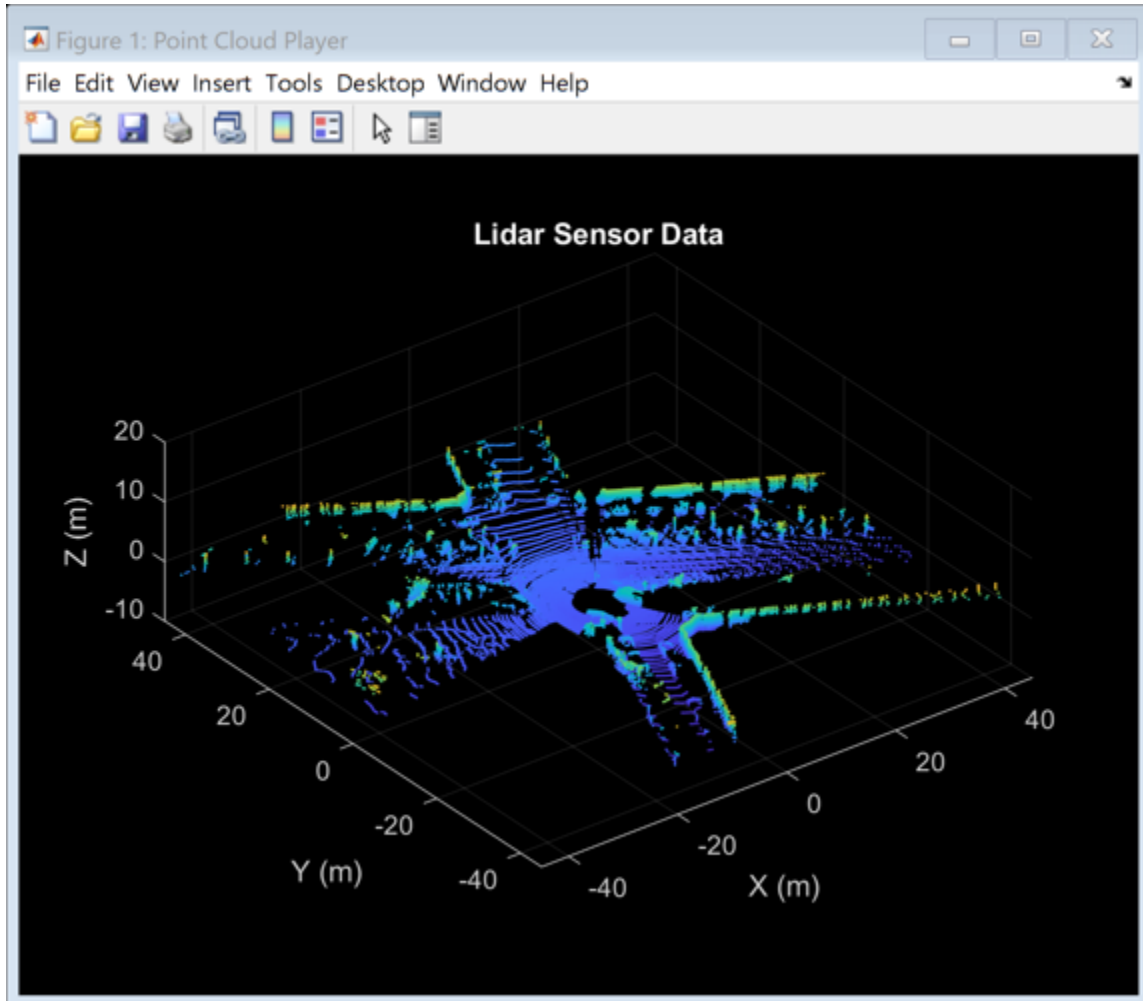 Figure 1: Point Cloud Player
File Edit View Insert Tools Desktop Window Help
Lidar Sensor Data
20
10
0
-10
Z (m)
40
20
0
-20
-40
Y (m)
-40
-20
0
20
40
X (m)